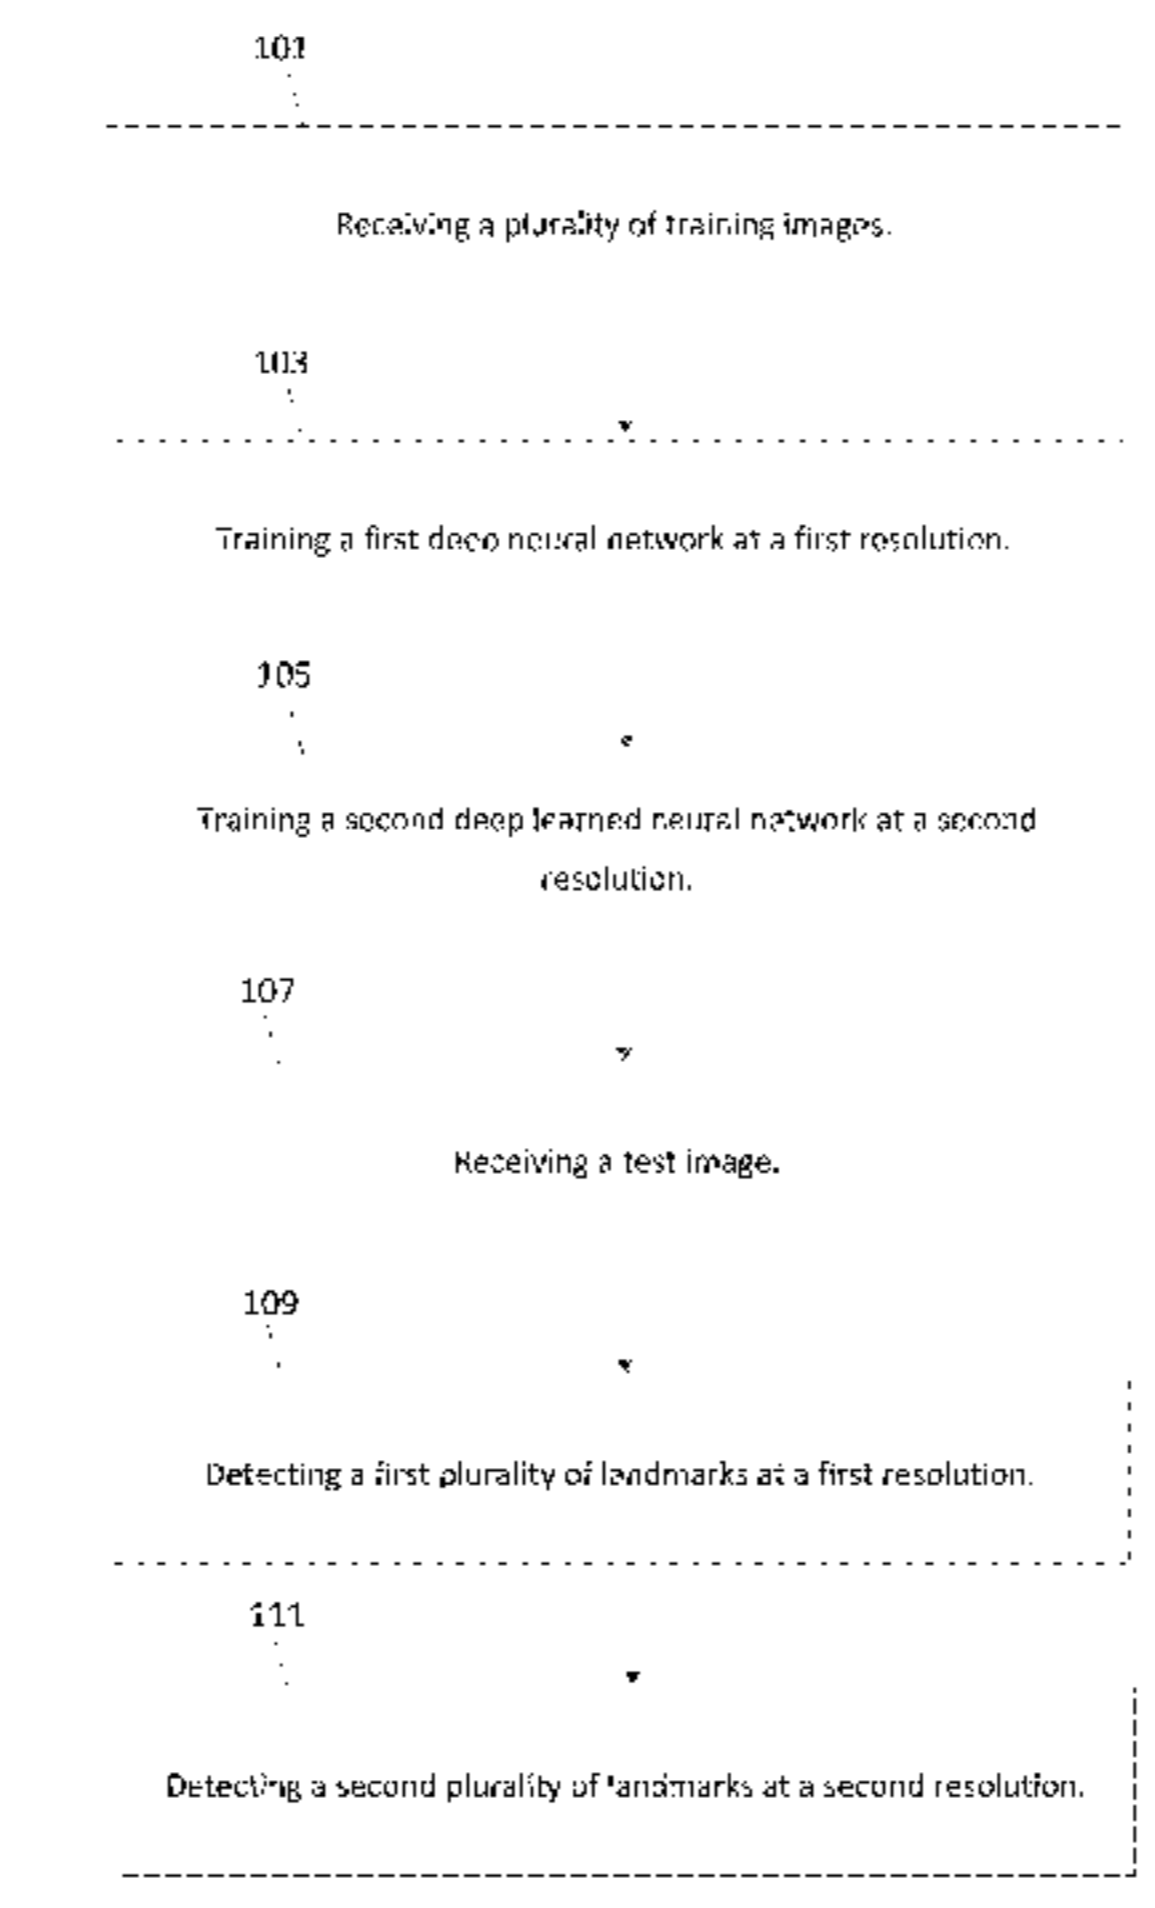 101
Receiving a plurality of training images.
103
Training a first deep neural network at a first resolution.
105
Training a second deep learned neural network at a second
resolution.
107
Receiving a test image.
109
Detecting a first plurality of landmarks at a first resolution.
111
Detecting a second plurality of landmarks at a second resolution.